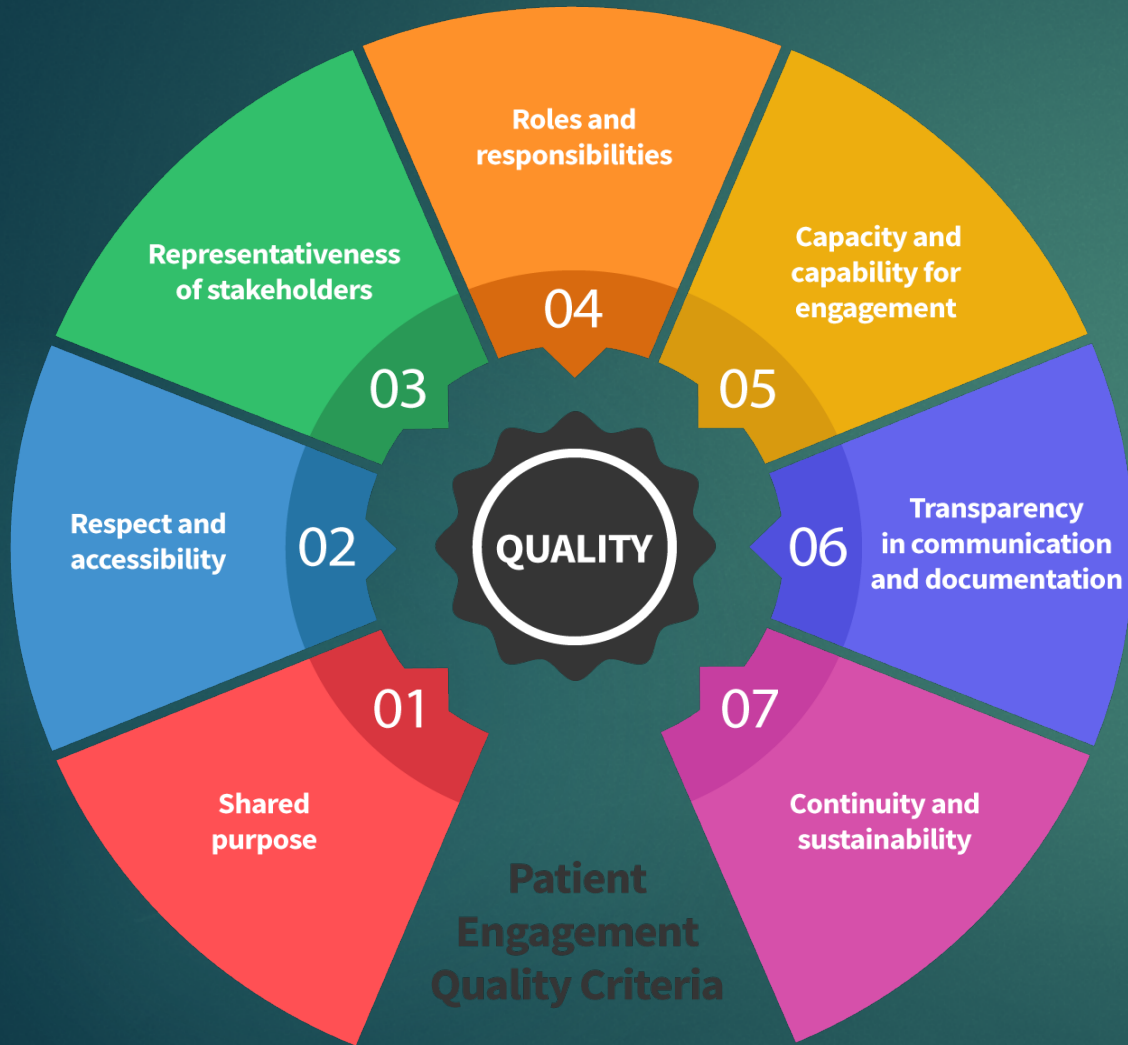 Shared
purpose
01
Respect and
accessibility
02
Representativeness
of stakeholders
03
Roles and
responsibilities
04
Capacity and
capability for
engagement
05
Transparency
in communication
and documentation
06
Continuity and
sustainability
07
QUALITY
Patient
Engagement
Quality Criteria